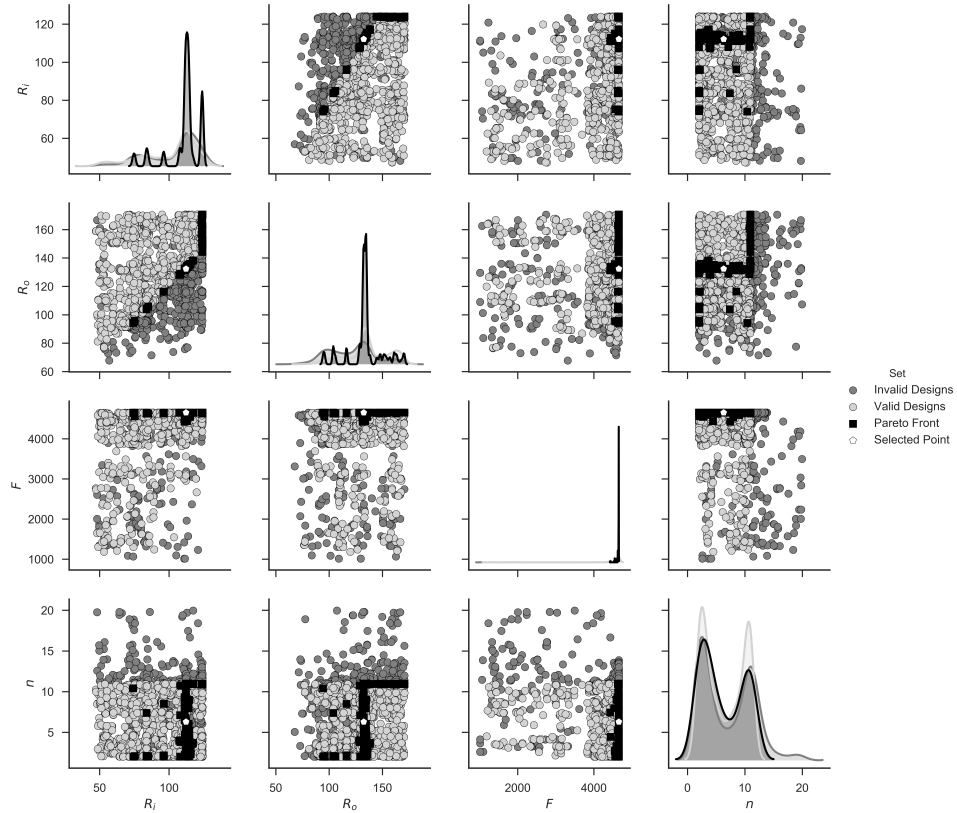 120
100
80
60
R_i
160
140
120
100
80
60
R_o
Set
Invalid Designs
Valid Designs
Pareto Front
Selected Point
4000
3000
2000
1000
F
20
15
10
5
n
50 100
50 100 150
2000 4000
0 10 20
R_i R_o F n